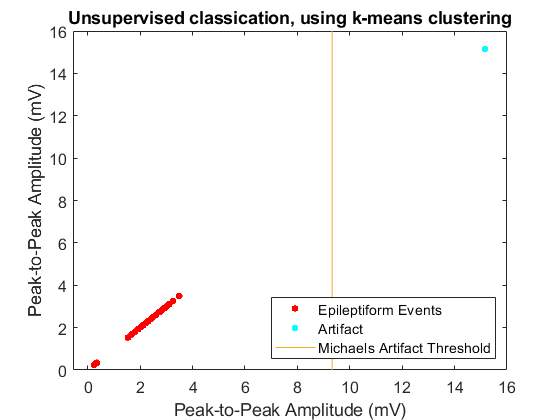 Unsupervised classication, using k-means clustering
16
14
12
10
8
6
4
2
0
Peak-to-Peak Amplitude (mV)
Epileptiform Events
Artifact
Michaels Artifact Threshold
0 2 4 6 8 10 12 14 16
Peak-to-Peak Amplitude (mV)